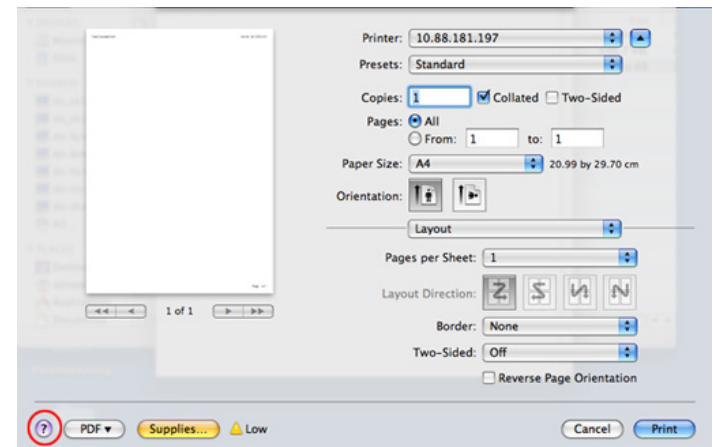 Printer: 10.88.181.197
Presets: Standard
Copies: 1 Collated Two-Sided
Pages: All
From: 1 to: 1
Paper Size: A4 20.99 by 29.70 cm
Orientation:
Layout
Pages per Sheet: 1
Layout Direction:
Border: None
Two-Sided: Off
Reverse Page Orientation
1 of 1
? PDF Supplies... Low Cancel Print